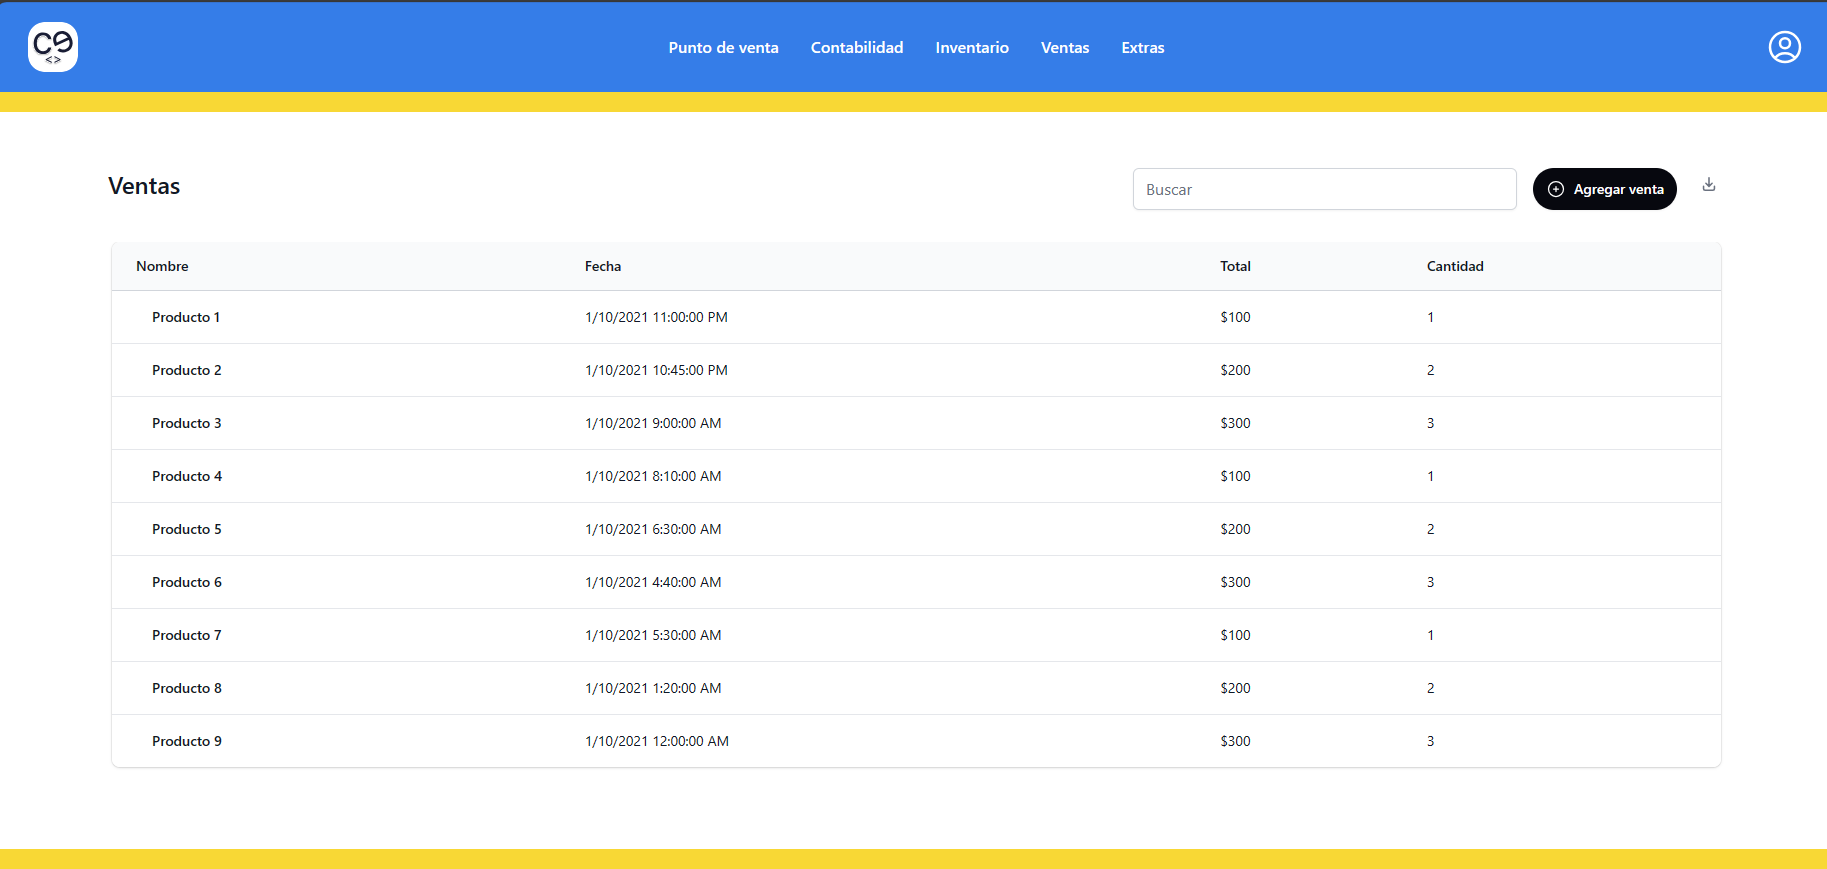 Punto de venta Contabilidad Inventario Ventas Extras
Ventas
Buscar
Agregar venta
Nombre Fecha Total Cantidad
Producto 1 1/10/2021 11:00:00 PM $100 1
Producto 2 1/10/2021 10:45:00 PM $200 2
Producto 3 1/10/2021 9:00:00 AM $300 3
Producto 4 1/10/2021 8:10:00 AM $100 1
Producto 5 1/10/2021 6:30:00 AM $200 2
Producto 6 1/10/2021 4:40:00 AM $300 3
Producto 7 1/10/2021 5:30:00 AM $100 1
Producto 8 1/10/2021 1:20:00 AM $200 2
Producto 9 1/10/2021 12:00:00 AM $300 3